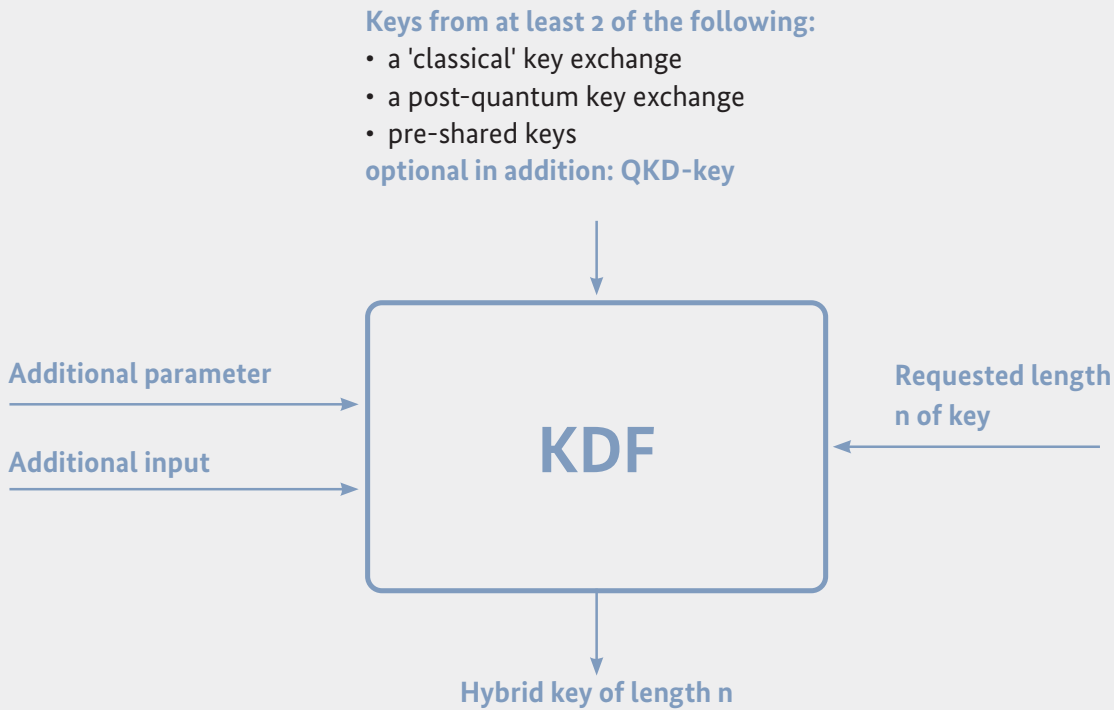 Keys from at least 2 of the following:
• a 'classical' key exchange
• a post-quantum key exchange
• pre-shared keys
optional in addition: QKD-key
Additional parameter
Additional input
KDF
Requested length
n of key
Hybrid key of length n